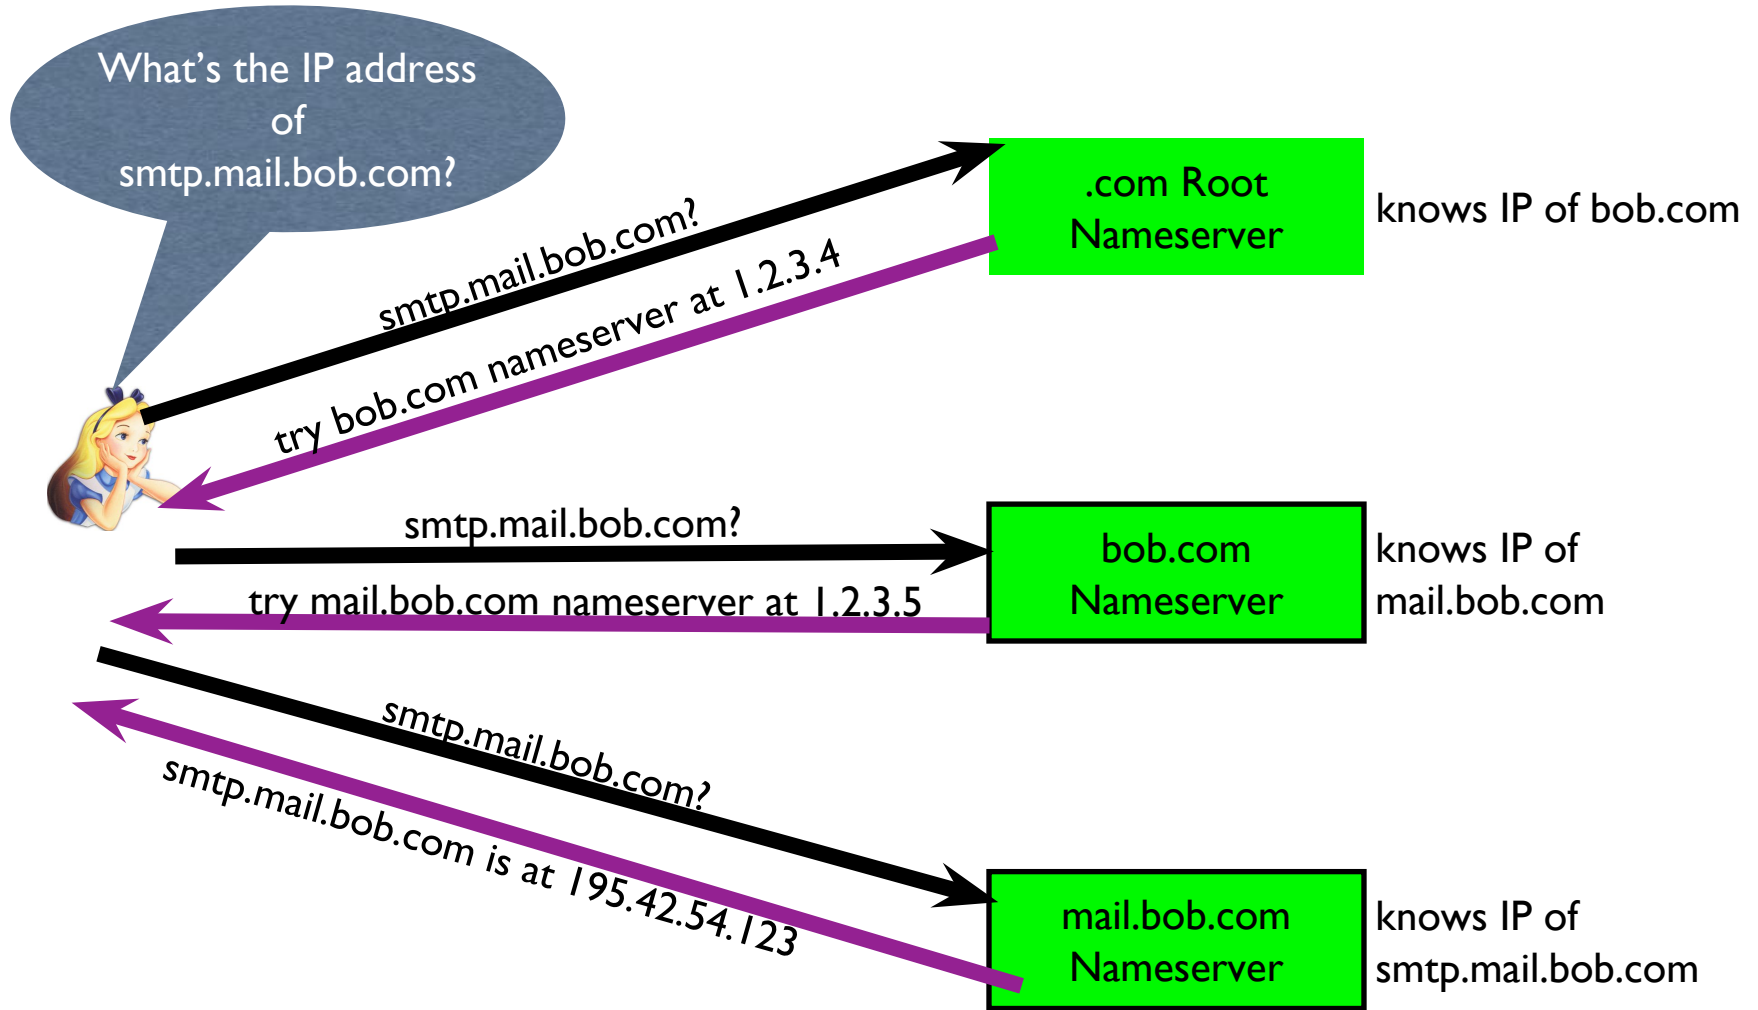 What’s the IP address
of
smtp.mail.bob.com?
.com Root
Nameserver
knows IP of bob.com
smtp.mail.bob.com?
try bob.com nameserver at 1.2.3.4
smtp.mail.bob.com?
bob.com
Nameserver
knows IP of
mail.bob.com
try mail.bob.com nameserver at 1.2.3.5
smtp.mail.bob.com?
smtp.mail.bob.com is at 195.42.54.123
mail.bob.com
Nameserver
knows IP of
smtp.mail.bob.com